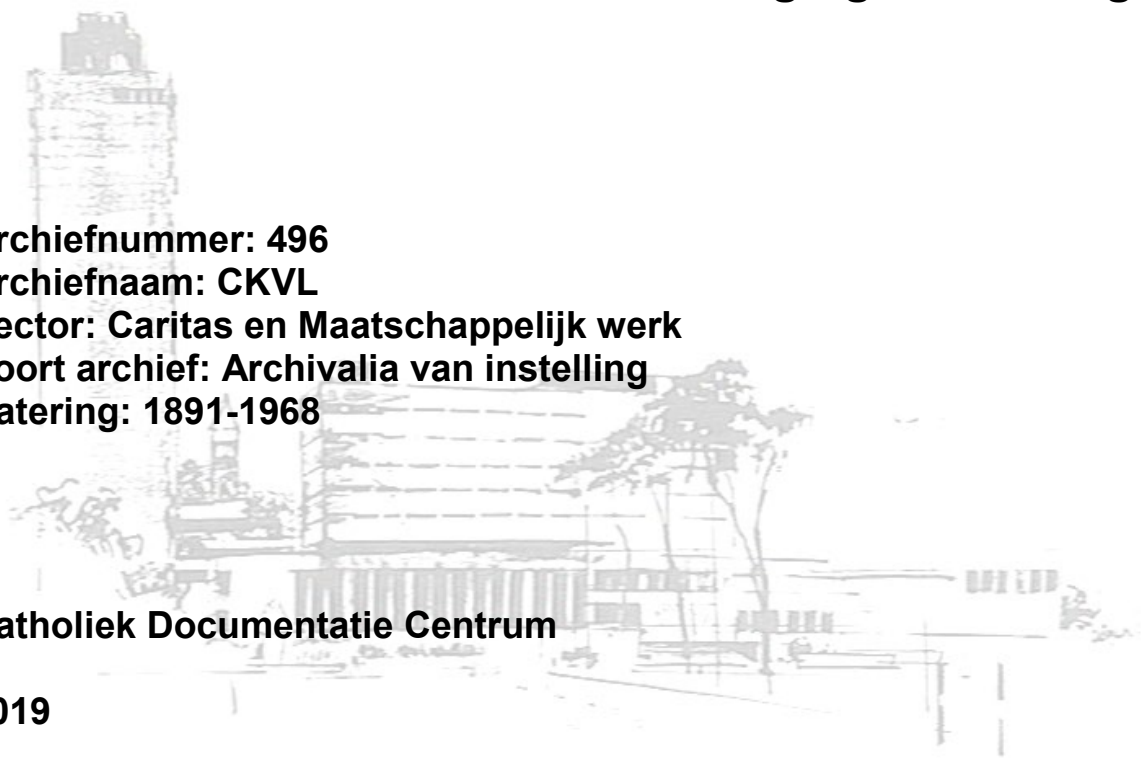 rchiefnummer: 496
rchiefnaam: CKVL
ector: Caritas en Maatschappelijk werk
oort archief: Archivalia van instelling
atering: 1891-1968
atholiek Documentatie Centrum
019